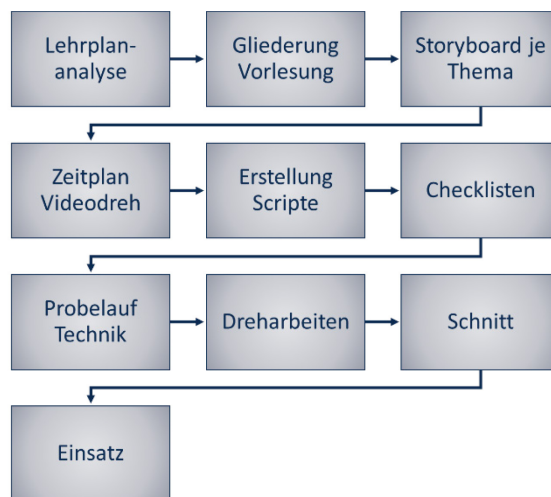 Lehrplan-
analyse
Gliederung
Vorlesung
Storyboard je
Thema
Zeitplan
Videodreh
Erstellung
Scripte
Checklisten
Probelauf
Technik
Dreharbeiten
Schnitt
Einsatz